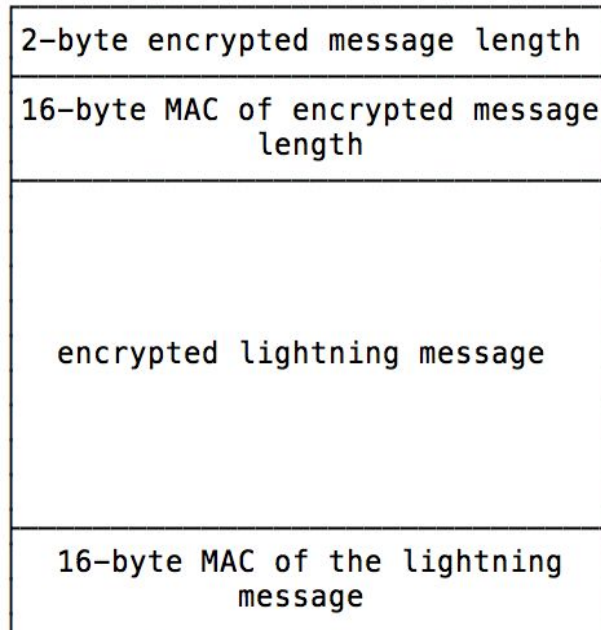 2-byte encrypted message length
16-byte MAC of encrypted message
length
encrypted lightning message
16-byte MAC of the lightning
message